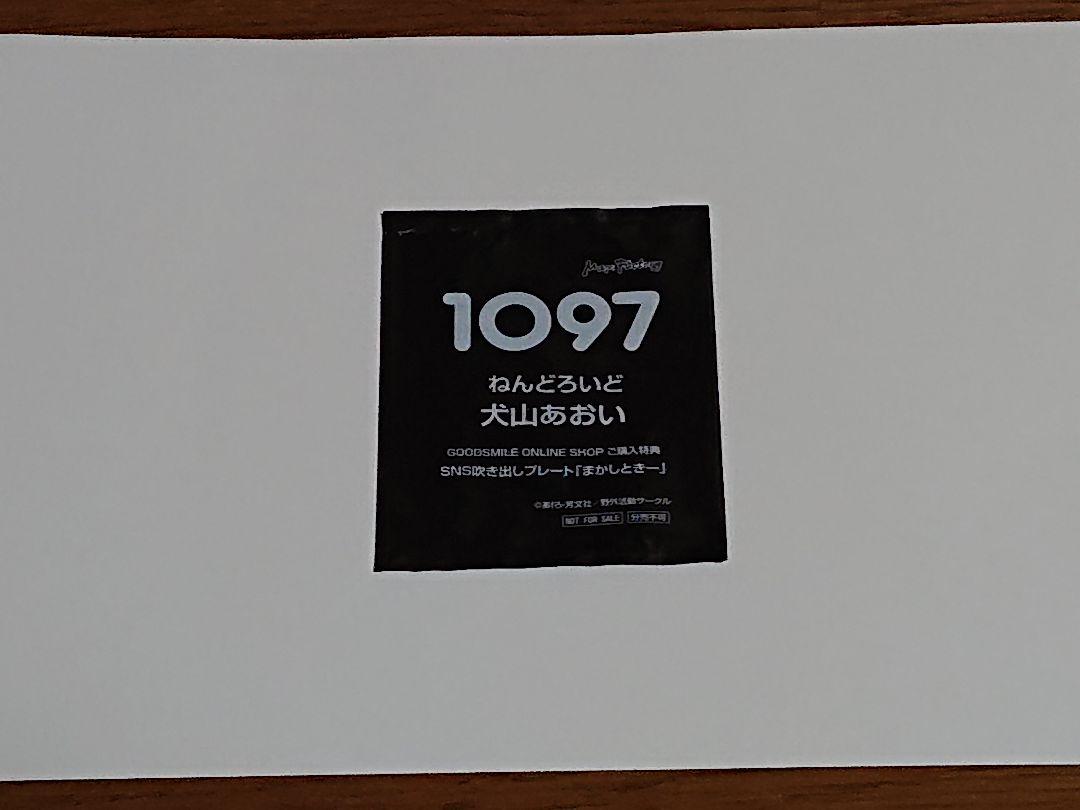 Max Factory
1097
ねんどろいど
犬山あおい
GOODSMILE ONLINE SHOP ご購入特典
SNS吹き出しプレート「まかしときー」
©あfろ・芳文社／野外活動サークル
NOT FOR SALE 分売不可